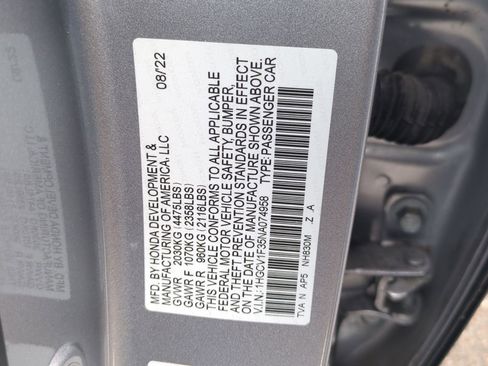 MFD. BY HONDA DEVELOPMENT & 08/22
MANUFACTURING OF AMERICA, LLC
GVWR 2030KG (4475LBS)
GAWR F 1070KG (2358LBS)
GAWR R 960KG (2116LBS)
THIS VEHICLE CONFORMS TO ALL APPLICABLE
FEDERAL MOTOR VEHICLE SAFETY, BUMPER,
AND THEFT PREVENTION STANDARDS IN EFFECT
ON THE DATE OF MANUFACTURE SHOWN ABOVE.
V.I.N.: 1HGCV1F35NA074958 TYPE:PASSENGER CAR
TVA N AP5 NH830M Z A